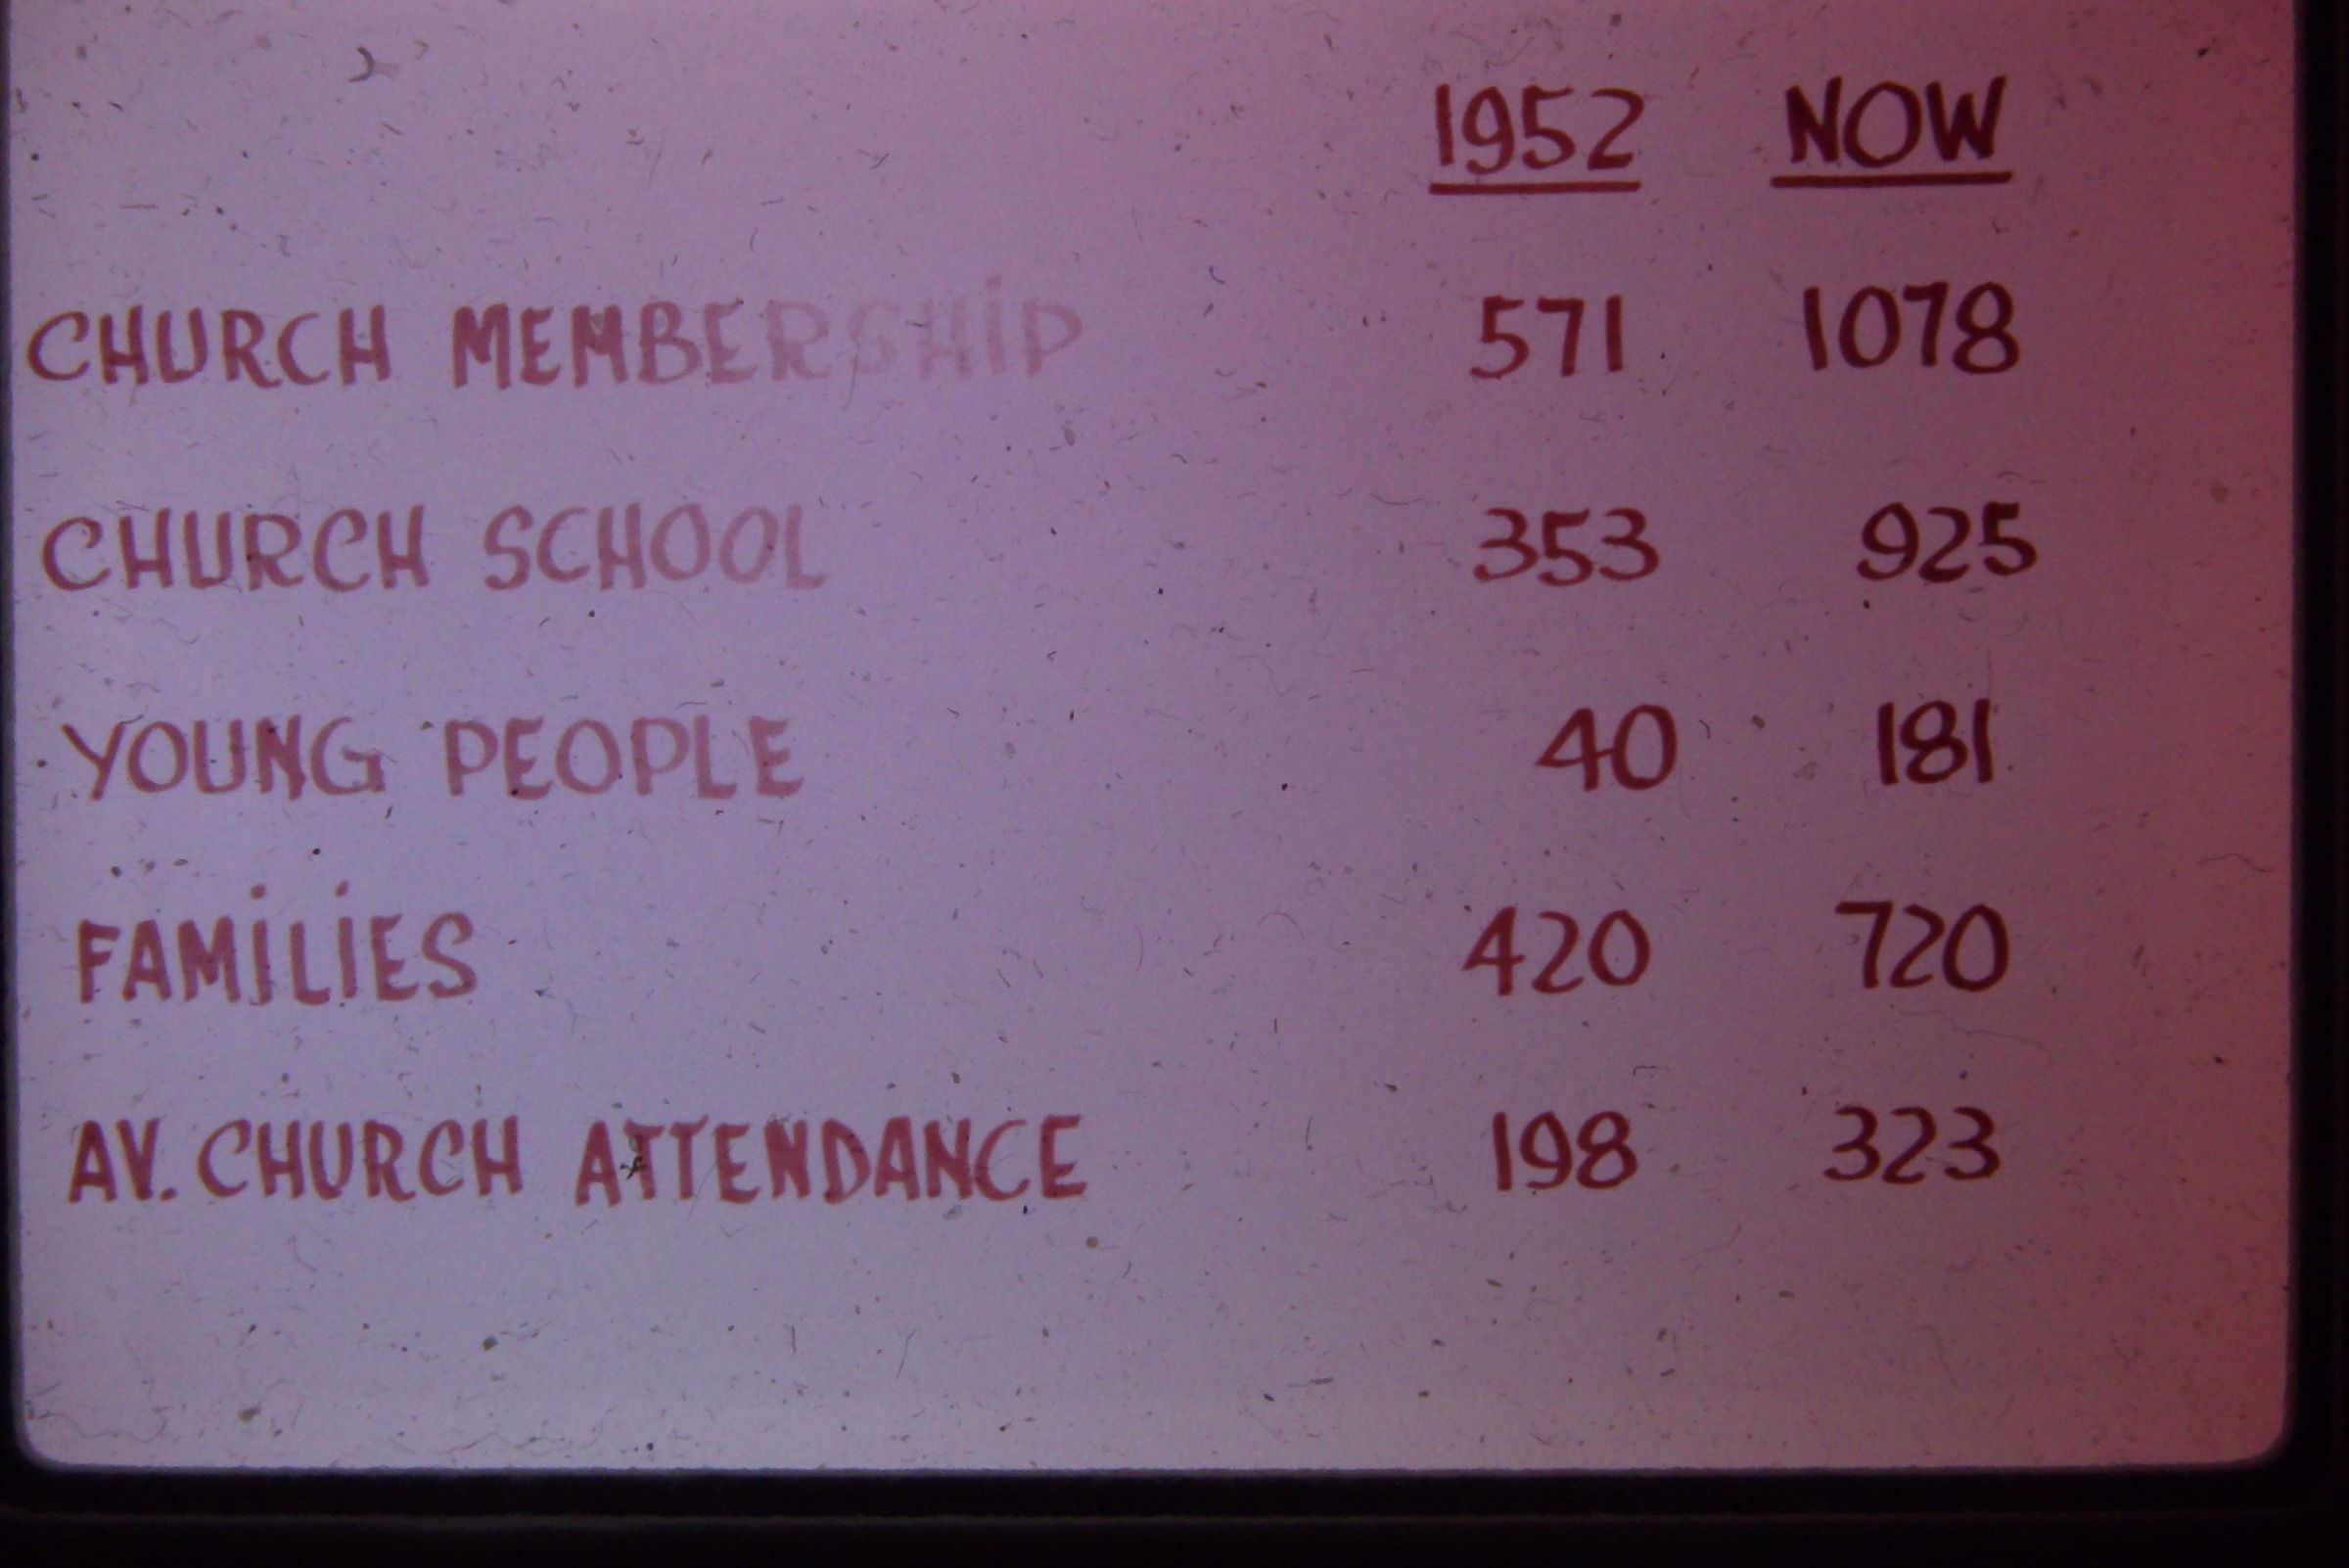 1952 NOW
CHURCH MEMBERSHIP 571 1078
CHURCH SCHOOL 353 925
YOUNG PEOPLE 40 181
FAMILIES 420 720
AV. CHURCH ATTENDANCE 198 323